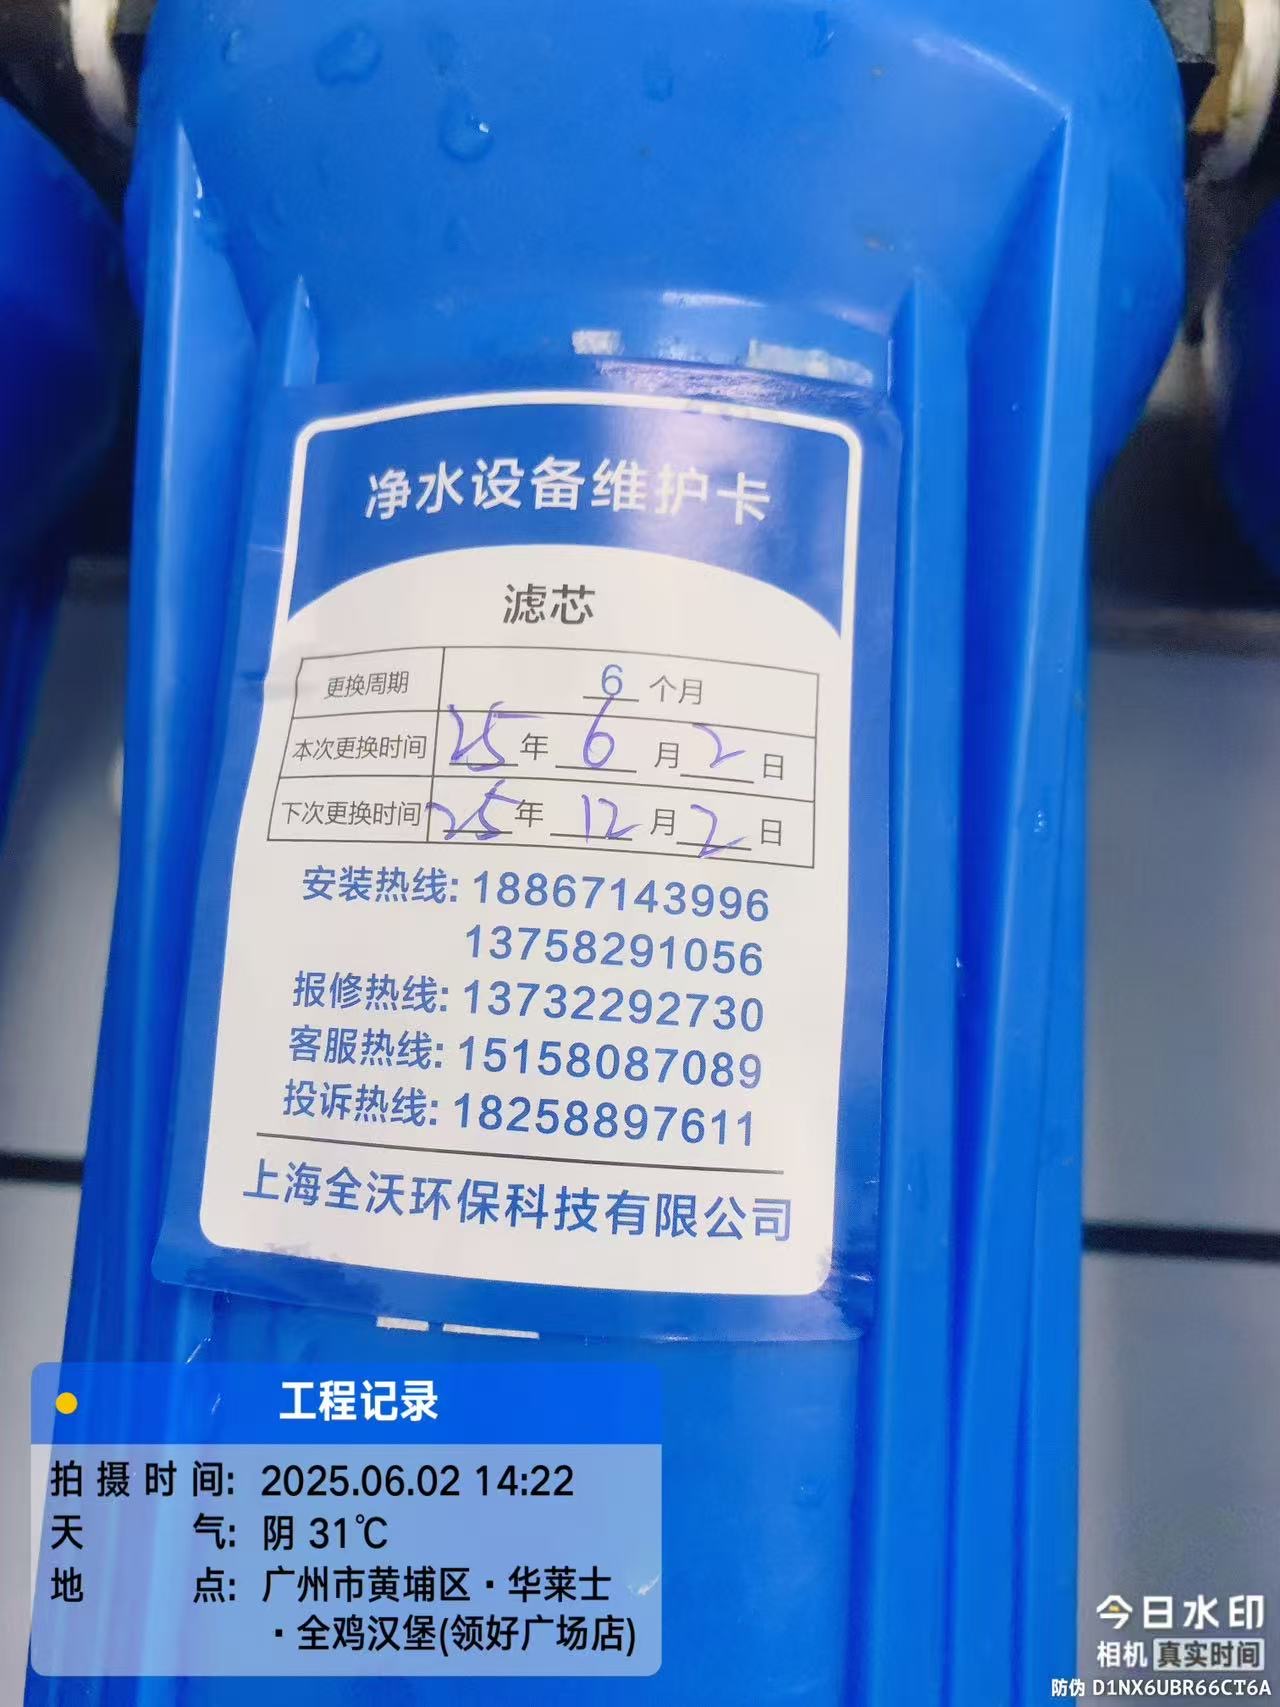 净水设备维护卡
滤芯
更换周期 6 个月
本次更换时间 25 年 6 月 2 日
下次更换时间 25 年 12 月 2 日
安装热线: 18867143996
13758291056
报修热线: 13732292730
客服热线: 15158087089
投诉热线: 18258897611
上海全沃环保科技有限公司
工程记录
拍摄时间: 2025.06.02 14:22
天气: 阴 31℃
地点: 广州市黄埔区·华莱士
·全鸡汉堡(领好广场店)
今日水印
相机 真实时间
防伪 D1NX6UBR66CT6A